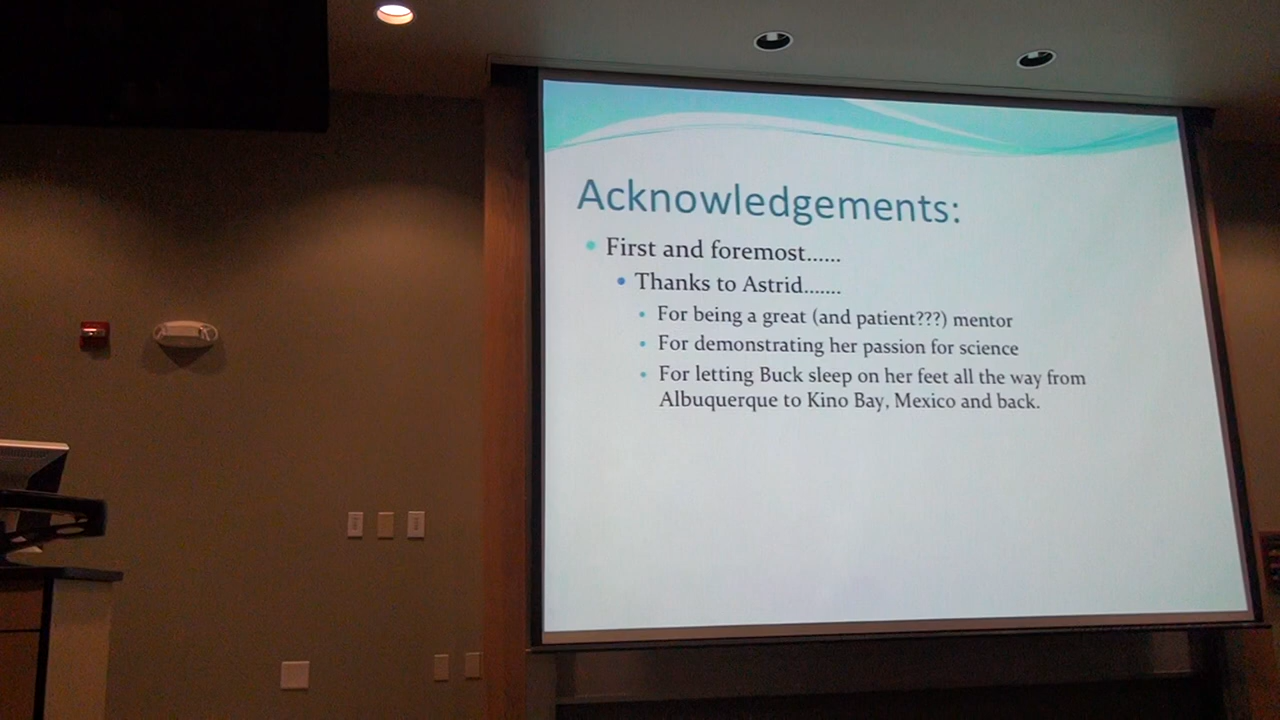 Acknowledgements:
First and foremost......
Thanks to Astrid.......
For being a great (and patient???) mentor
For demonstrating her passion for science
For letting Buck sleep on her feet all the way from
Albuquerque to Kino Bay, Mexico and back.